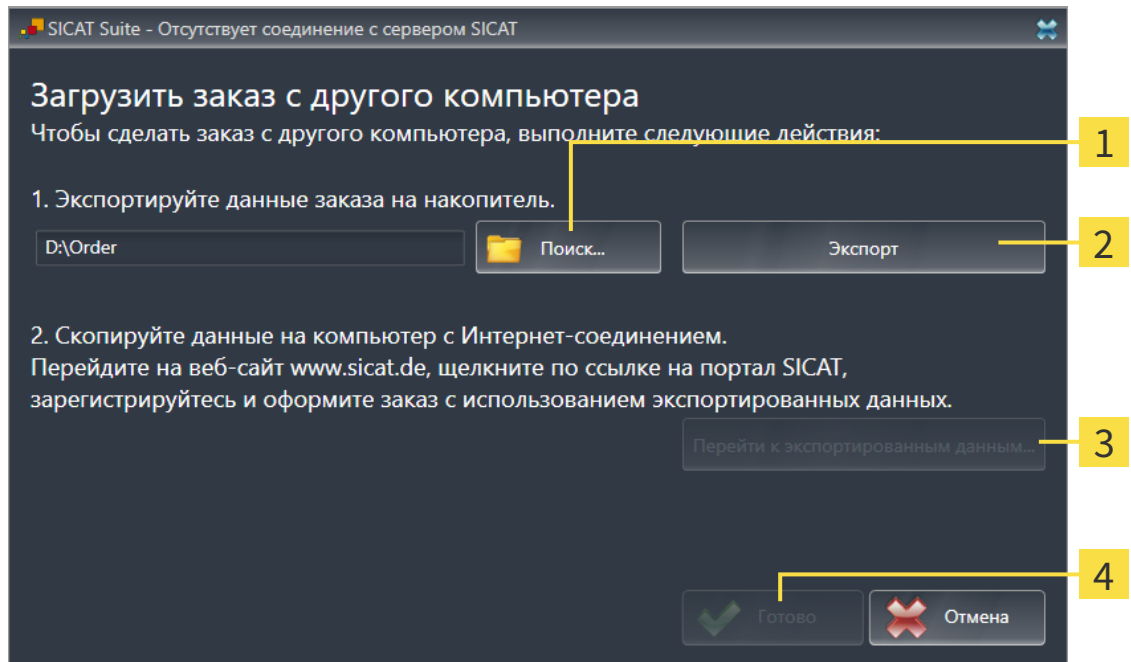 SICAT Suite - Отсутствует соединение с сервером SICAT
Загрузить заказ с другого компьютера
Чтобы сделать заказ с другого компьютера, выполните следующие действия:
1
1. Экспортируйте данные заказа на накопитель.
D:\Order
Поиск...
Экспорт
2
2. Скопируйте данные на компьютер с Интернет-соединением.
Перейдите на веб-сайт www.sicat.de, щелкните по ссылке на портал SICAT,
зарегистрируйтесь и оформите заказ с использованием экспортированных данных.
Перейти к экспортированным данным...
3
4
Готово
Отмена